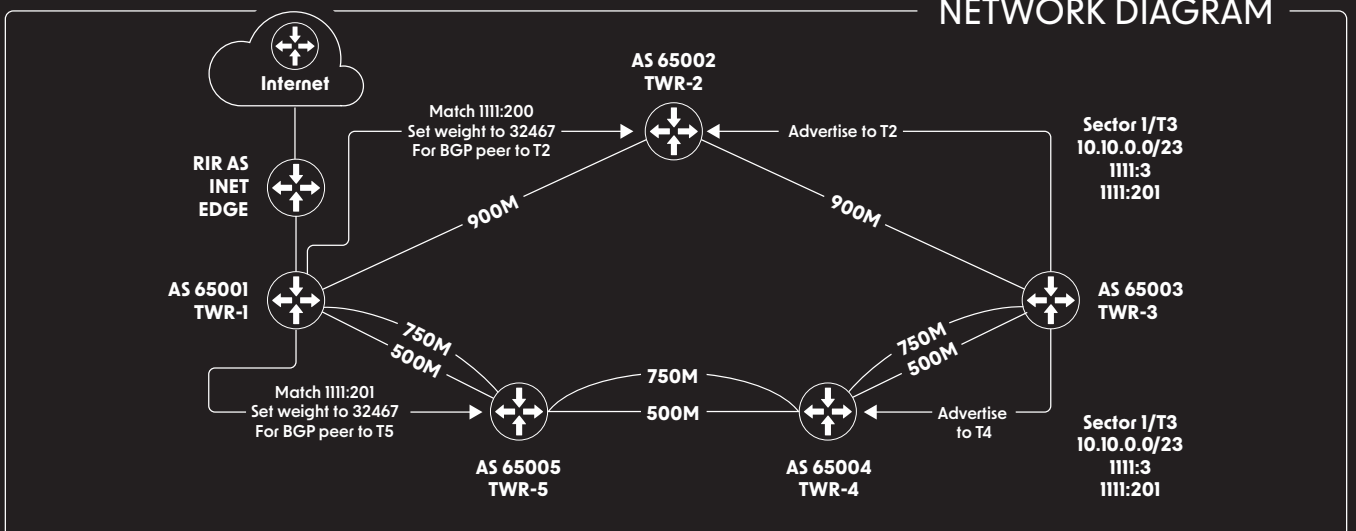 NETWORK DIAGRAM
Internet
AS 65002
TWR-2
Match 1111:200
Set weight to 32467
For BGP peer to T2
Advertise to T2
Sector 1/T3
10.10.0.0/23
1111:3
1111:201
RIR AS
INET
EDGE
900M
900M
AS 65001
TWR-1
AS 65003
TWR-3
750M
500M
750M
500M
750M
500M
Match 1111:201
Set weight to 32467
For BGP peer to T5
Advertise
to T4
Sector 1/T3
10.10.0.0/23
1111:3
1111:201
AS 65005
TWR-5
AS 65004
TWR-4